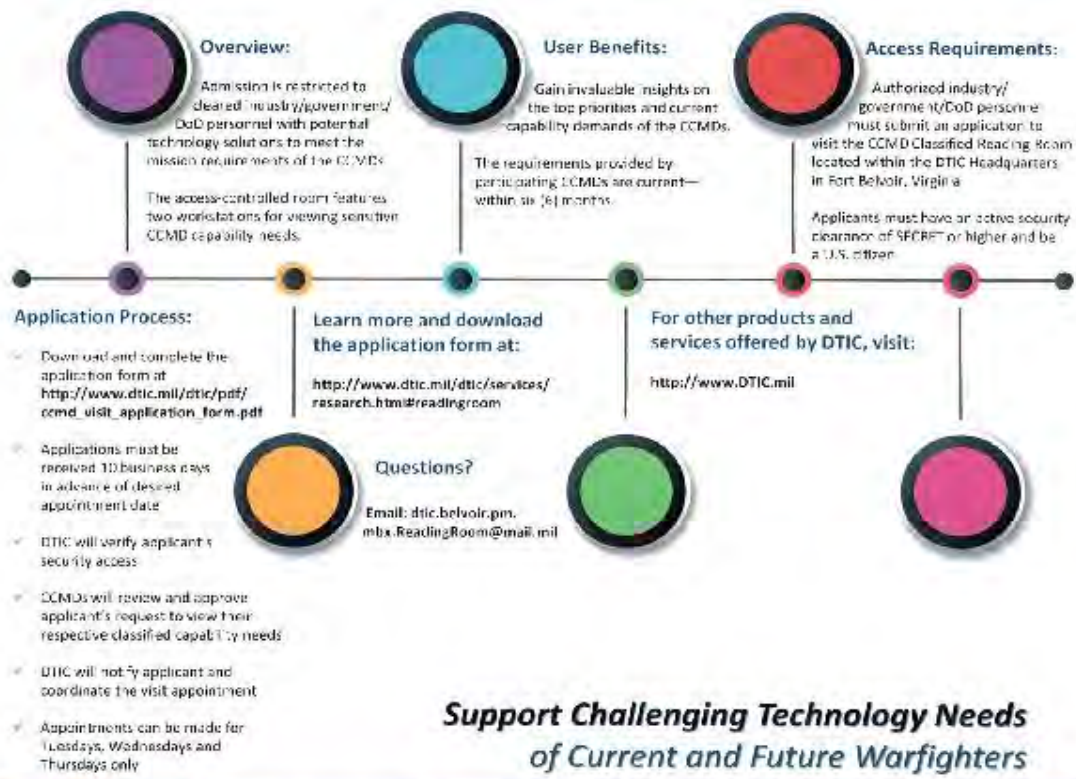 Overview:
Admission is restricted to
cleared industry/government/
DoD personnel with potential
technology solutions to meet the
mission requirements of the CCMDs
The access-controlled room features
two workstations for viewing sensitive
CCMD capability needs.
User Benefits:
Gain invaluable insights on
the top priorities and current
capability demands of the CCMDs.
The requirements provided by
participating CCMDs are current—
within six (6) months.
Access Requirements:
Authorized industry/
government/DoD personnel
must submit an application to
visit the CCMD Classified Reading Room
located within the DTIC Headquarters
in Fort Belvoir, Virginia
Applicants must have an active security
clearance of SECRET or higher and be
a U.S. citizen
Application Process:
Download and complete the
application form at
http://www.dtic.mil/dtic/pdf/
ccmd_visit_application_form.pdf
Applications must be
received 10 business days
in advance of desired
appointment date
DTIC will verify applicant's
security access
CCMDs will review and approve
applicant's request to view their
respective classified capability needs
DTIC will notify applicant and
coordinate the visit appointment
Appointments can be made for
Tuesdays, Wednesdays and
Thursdays only
Learn more and download
the application form at:
http://www.dtic.mil/dtic/services/
research.html#readingroom
Questions?
Email: dtic.belvoir.pm.
mbx.ReadingRoom@mail.mil
For other products and
services offered by DTIC, visit:
http://www.DTIC.mil
Support Challenging Technology Needs
of Current and Future Warfighters